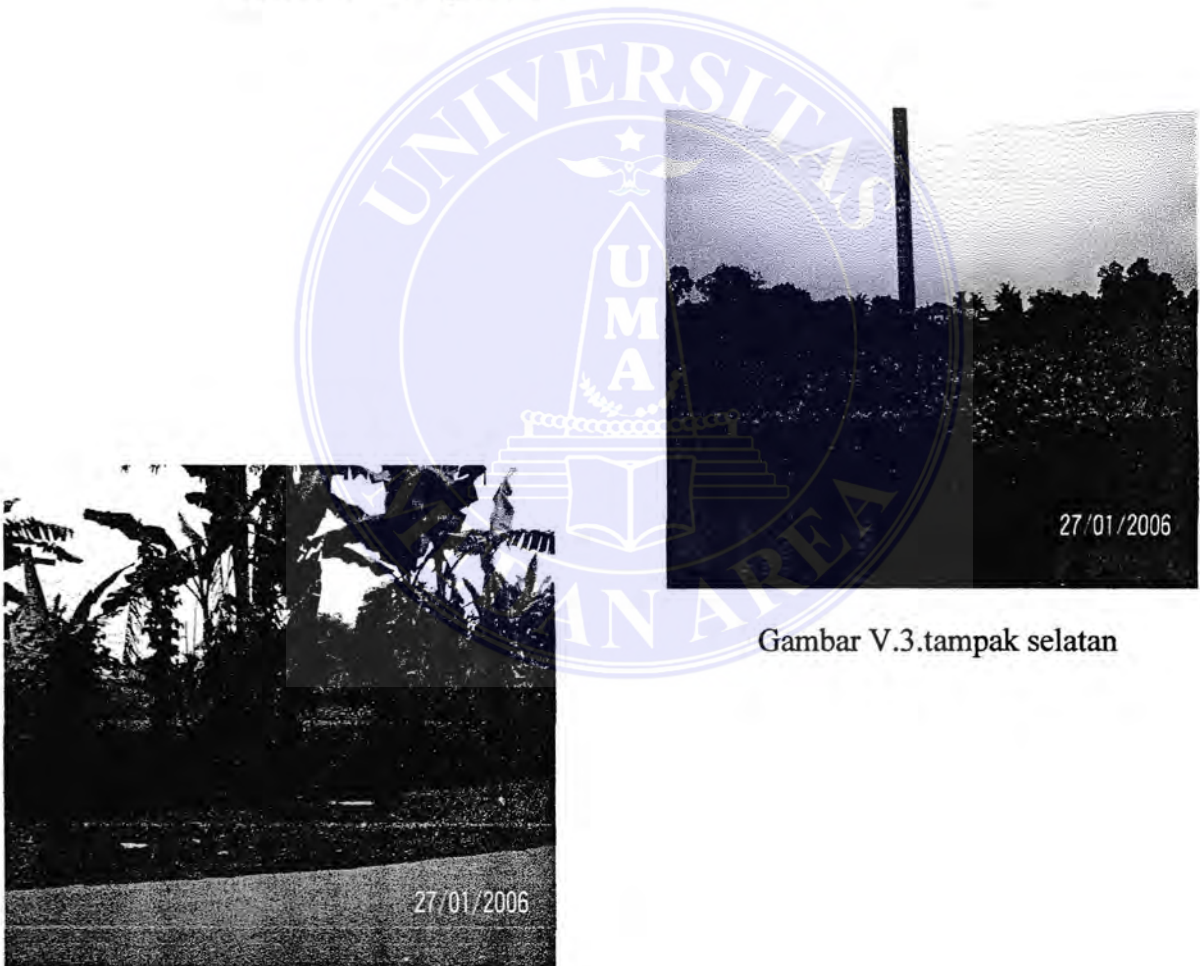 UNIVERSITAS
UMA
27/01/2006
Gambar V.3.tampak selatan
MEDAN AREA
27/01/2006